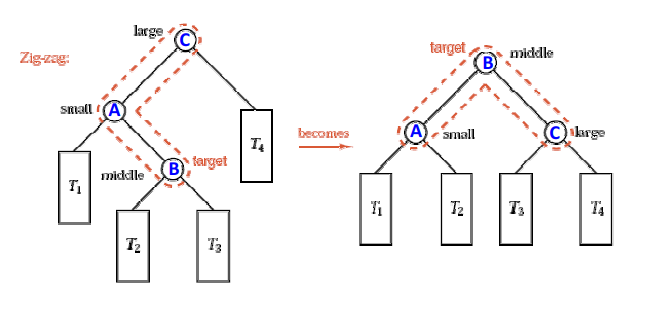 large
C
Zig-zag:
small
A
T4
middle
B
target
T1
T2
T3
becomes
target
middle
B
A
small
C
large
T1
T2
T3
T4